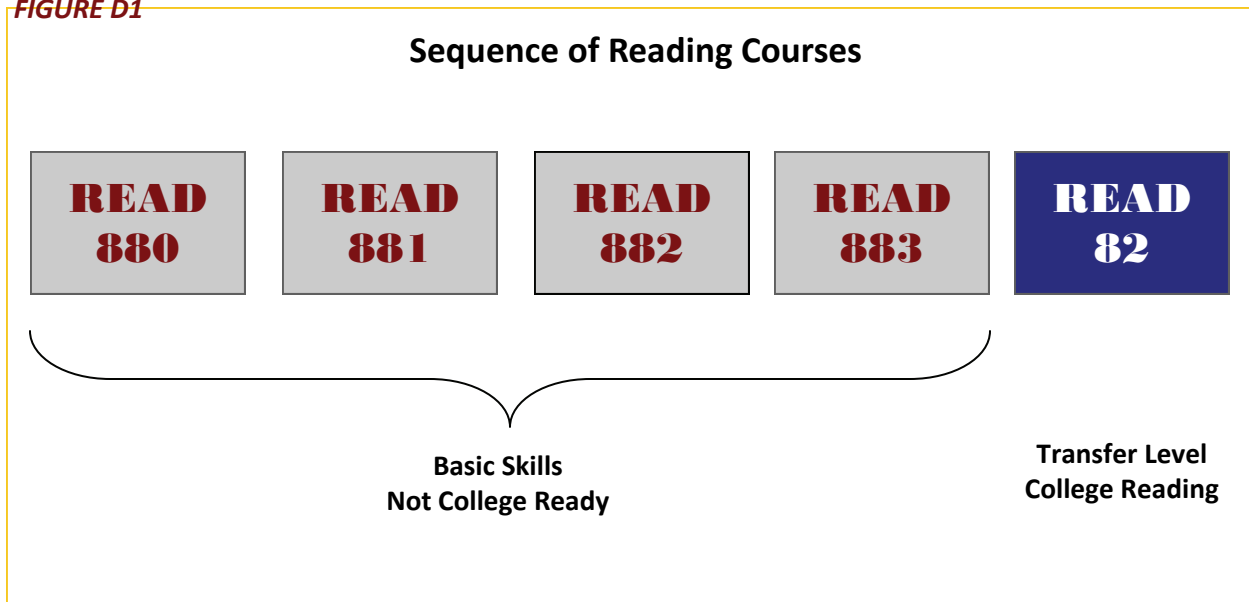 FIGURE D1
Sequence of Reading Courses
READ
880
READ
881
READ
882
READ
883
READ
82
Basic Skills
Not College Ready
Transfer Level
College Reading